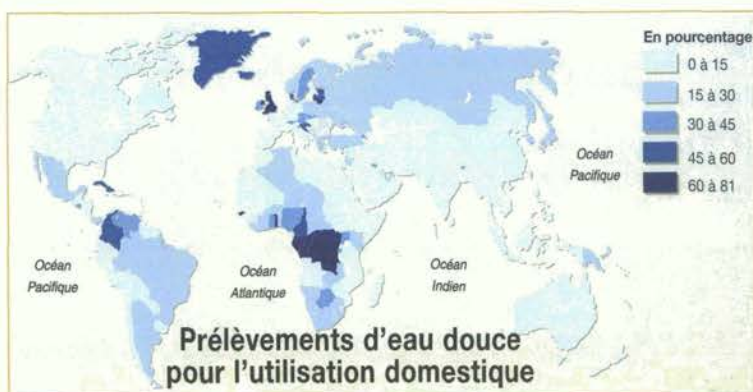 En pourcentage
0 à 15
15 à 30
30 à 45
45 à 60
60 à 81
Océan
Pacifique
Océan
Pacifique
Océan
Atlantique
Océan
Indien
Prélèvements d'eau douce
pour l'utilisation domestique